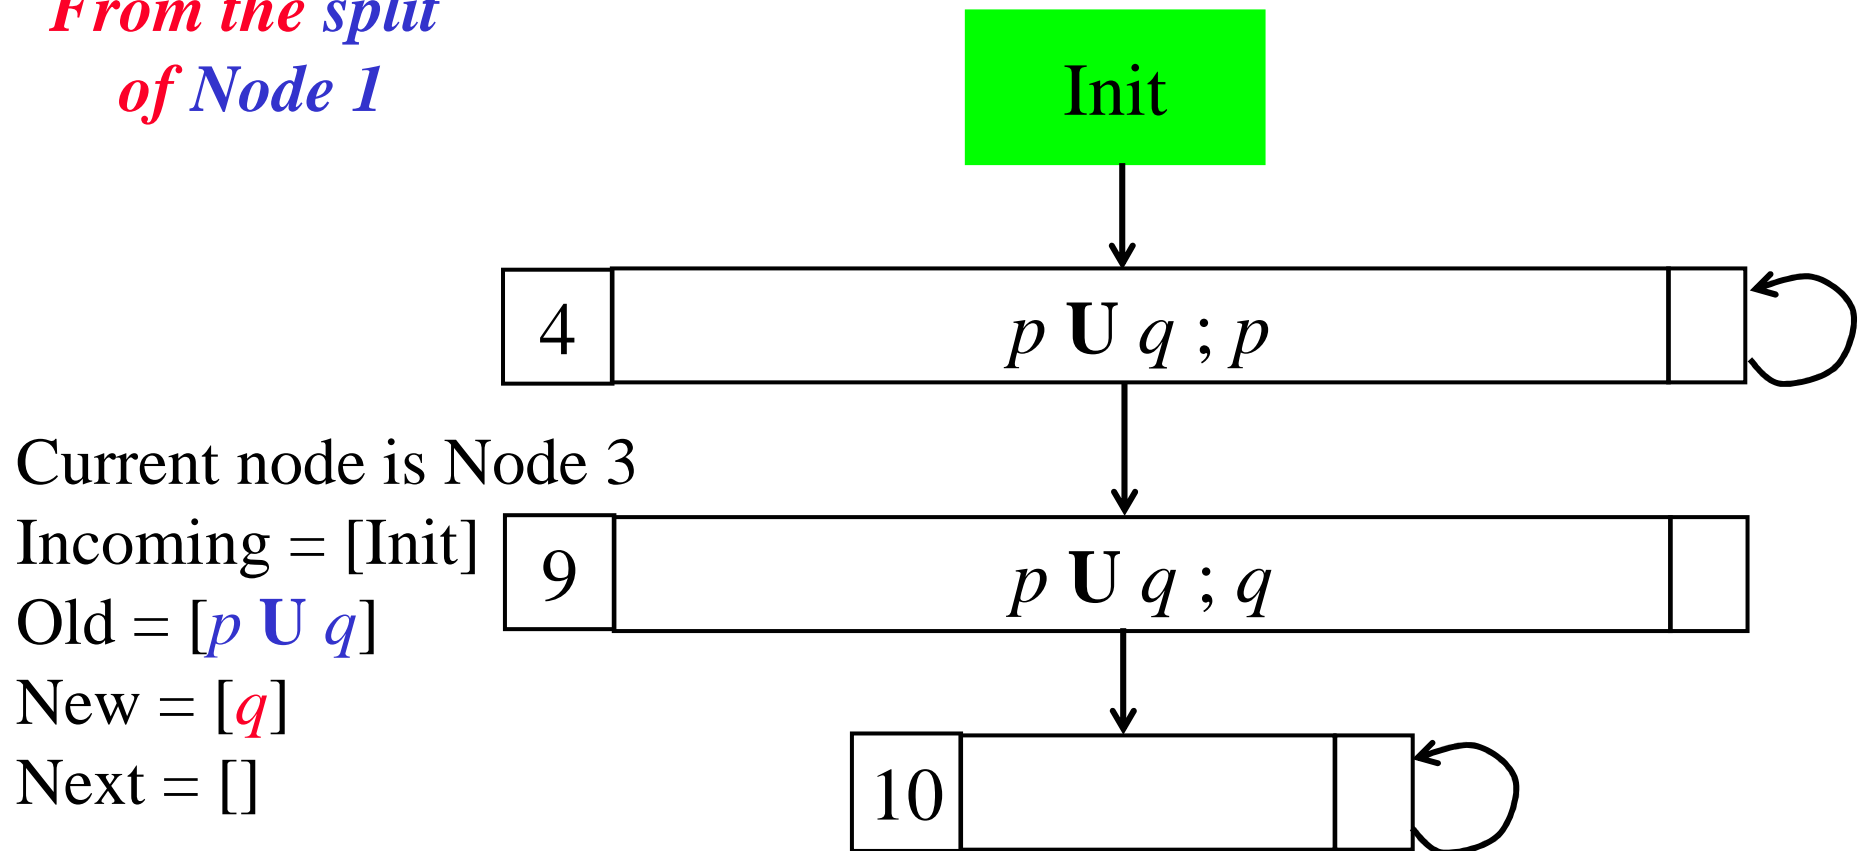 From the split
of Node 1
Init
4
p U q ; p
Current node is Node 3
Incoming = [Init]
Old = [p U q]
New = [q]
Next = []
9
p U q ; q
10